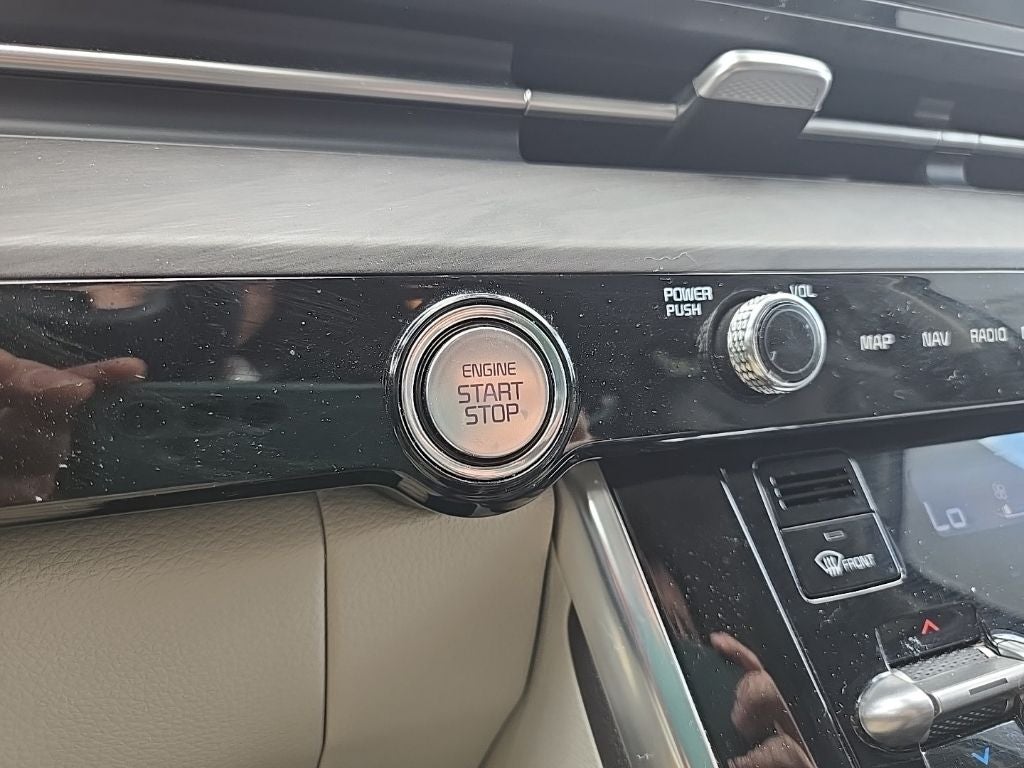 POWER
PUSH
VOL
MAP
NAV
RADIO
ENGINE
START
STOP
Lo
FRONT